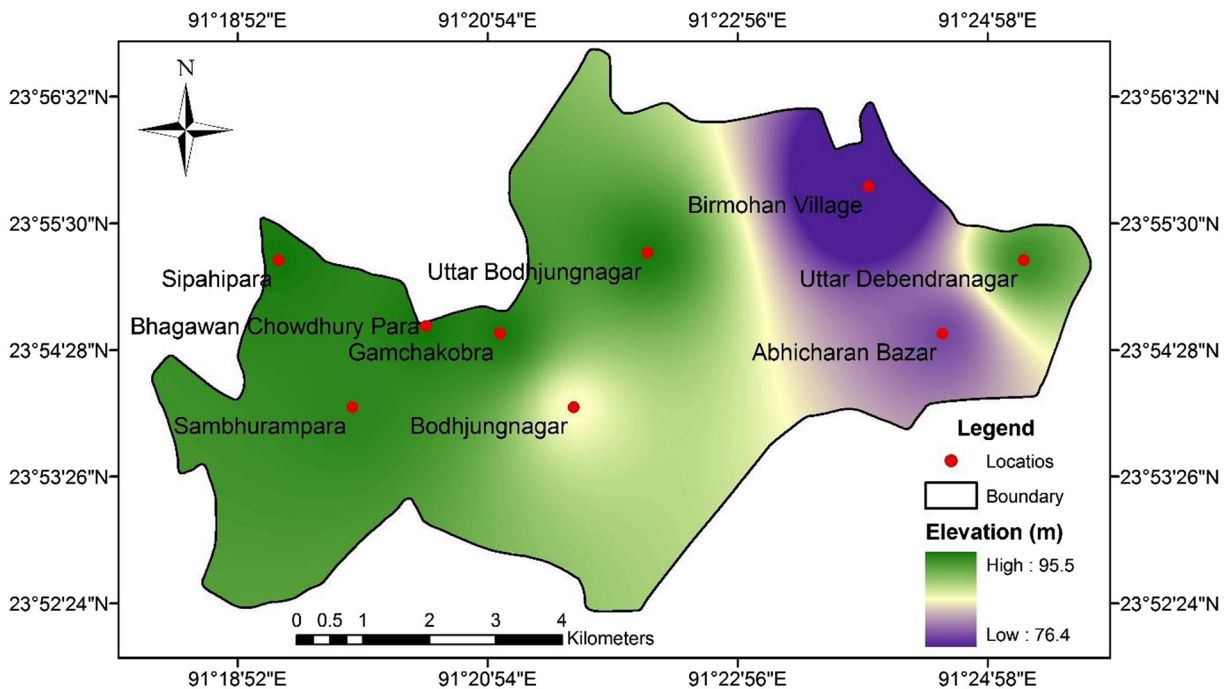 91°18'52"E 91°20'54"E 91°22'56"E 91°24'58"E
N
23°56'32"N 23°56'32"N
Birmohan Village
23°55'30"N 23°55'30"N
Uttar Bodhjungnagar
Sipahipara
Uttar Debendranagar
Bhagawan Chowdhury Para
Gamchakobra
Abhicharan Bazar
23°54'28"N 23°54'28"N
Sambhurampara
Bodhjungnagar
Legend
Locatios
Boundary
23°53'26"N 23°53'26"N
Elevation (m)
High : 95.5
Low : 76.4
23°52'24"N 23°52'24"N
0 0.5 1 2 3 4
Kilometers
91°18'52"E 91°20'54"E 91°22'56"E 91°24'58"E